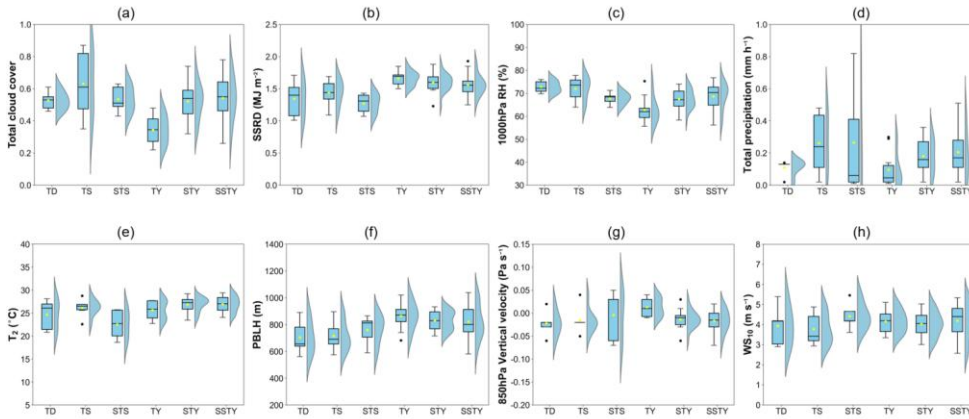 (a)
Total cloud cover
1.0
0.8
0.6
0.4
0.2
0.0
TD TS STS TY STY SSTY
(b)
SSRD (MJ m⁻²)
2.5
2.0
1.5
1.0
0.5
0.0
TD TS STS TY STY SSTY
(c)
1000hPa RH (%)
100
90
80
70
60
50
40
30
TD TS STS TY STY SSTY
(d)
Total precipitation (mm h⁻¹)
1.0
0.8
0.6
0.4
0.2
0.0
TD TS STS TY STY SSTY
(e)
T₂ (°C)
40
35
30
25
20
15
10
5
TD TS STS TY STY SSTY
(f)
PBLH (m)
1400
1200
1000
800
600
400
200
TD TS STS TY STY SSTY
(g)
850hPa Vertical velocity (Pa s⁻¹)
0.15
0.10
0.05
0.00
-0.05
-0.10
-0.15
-0.20
TD TS STS TY STY SSTY
(h)
WS₁₀ (m s⁻¹)
8
7
6
5
4
3
2
1
0
TD TS STS TY STY SSTY